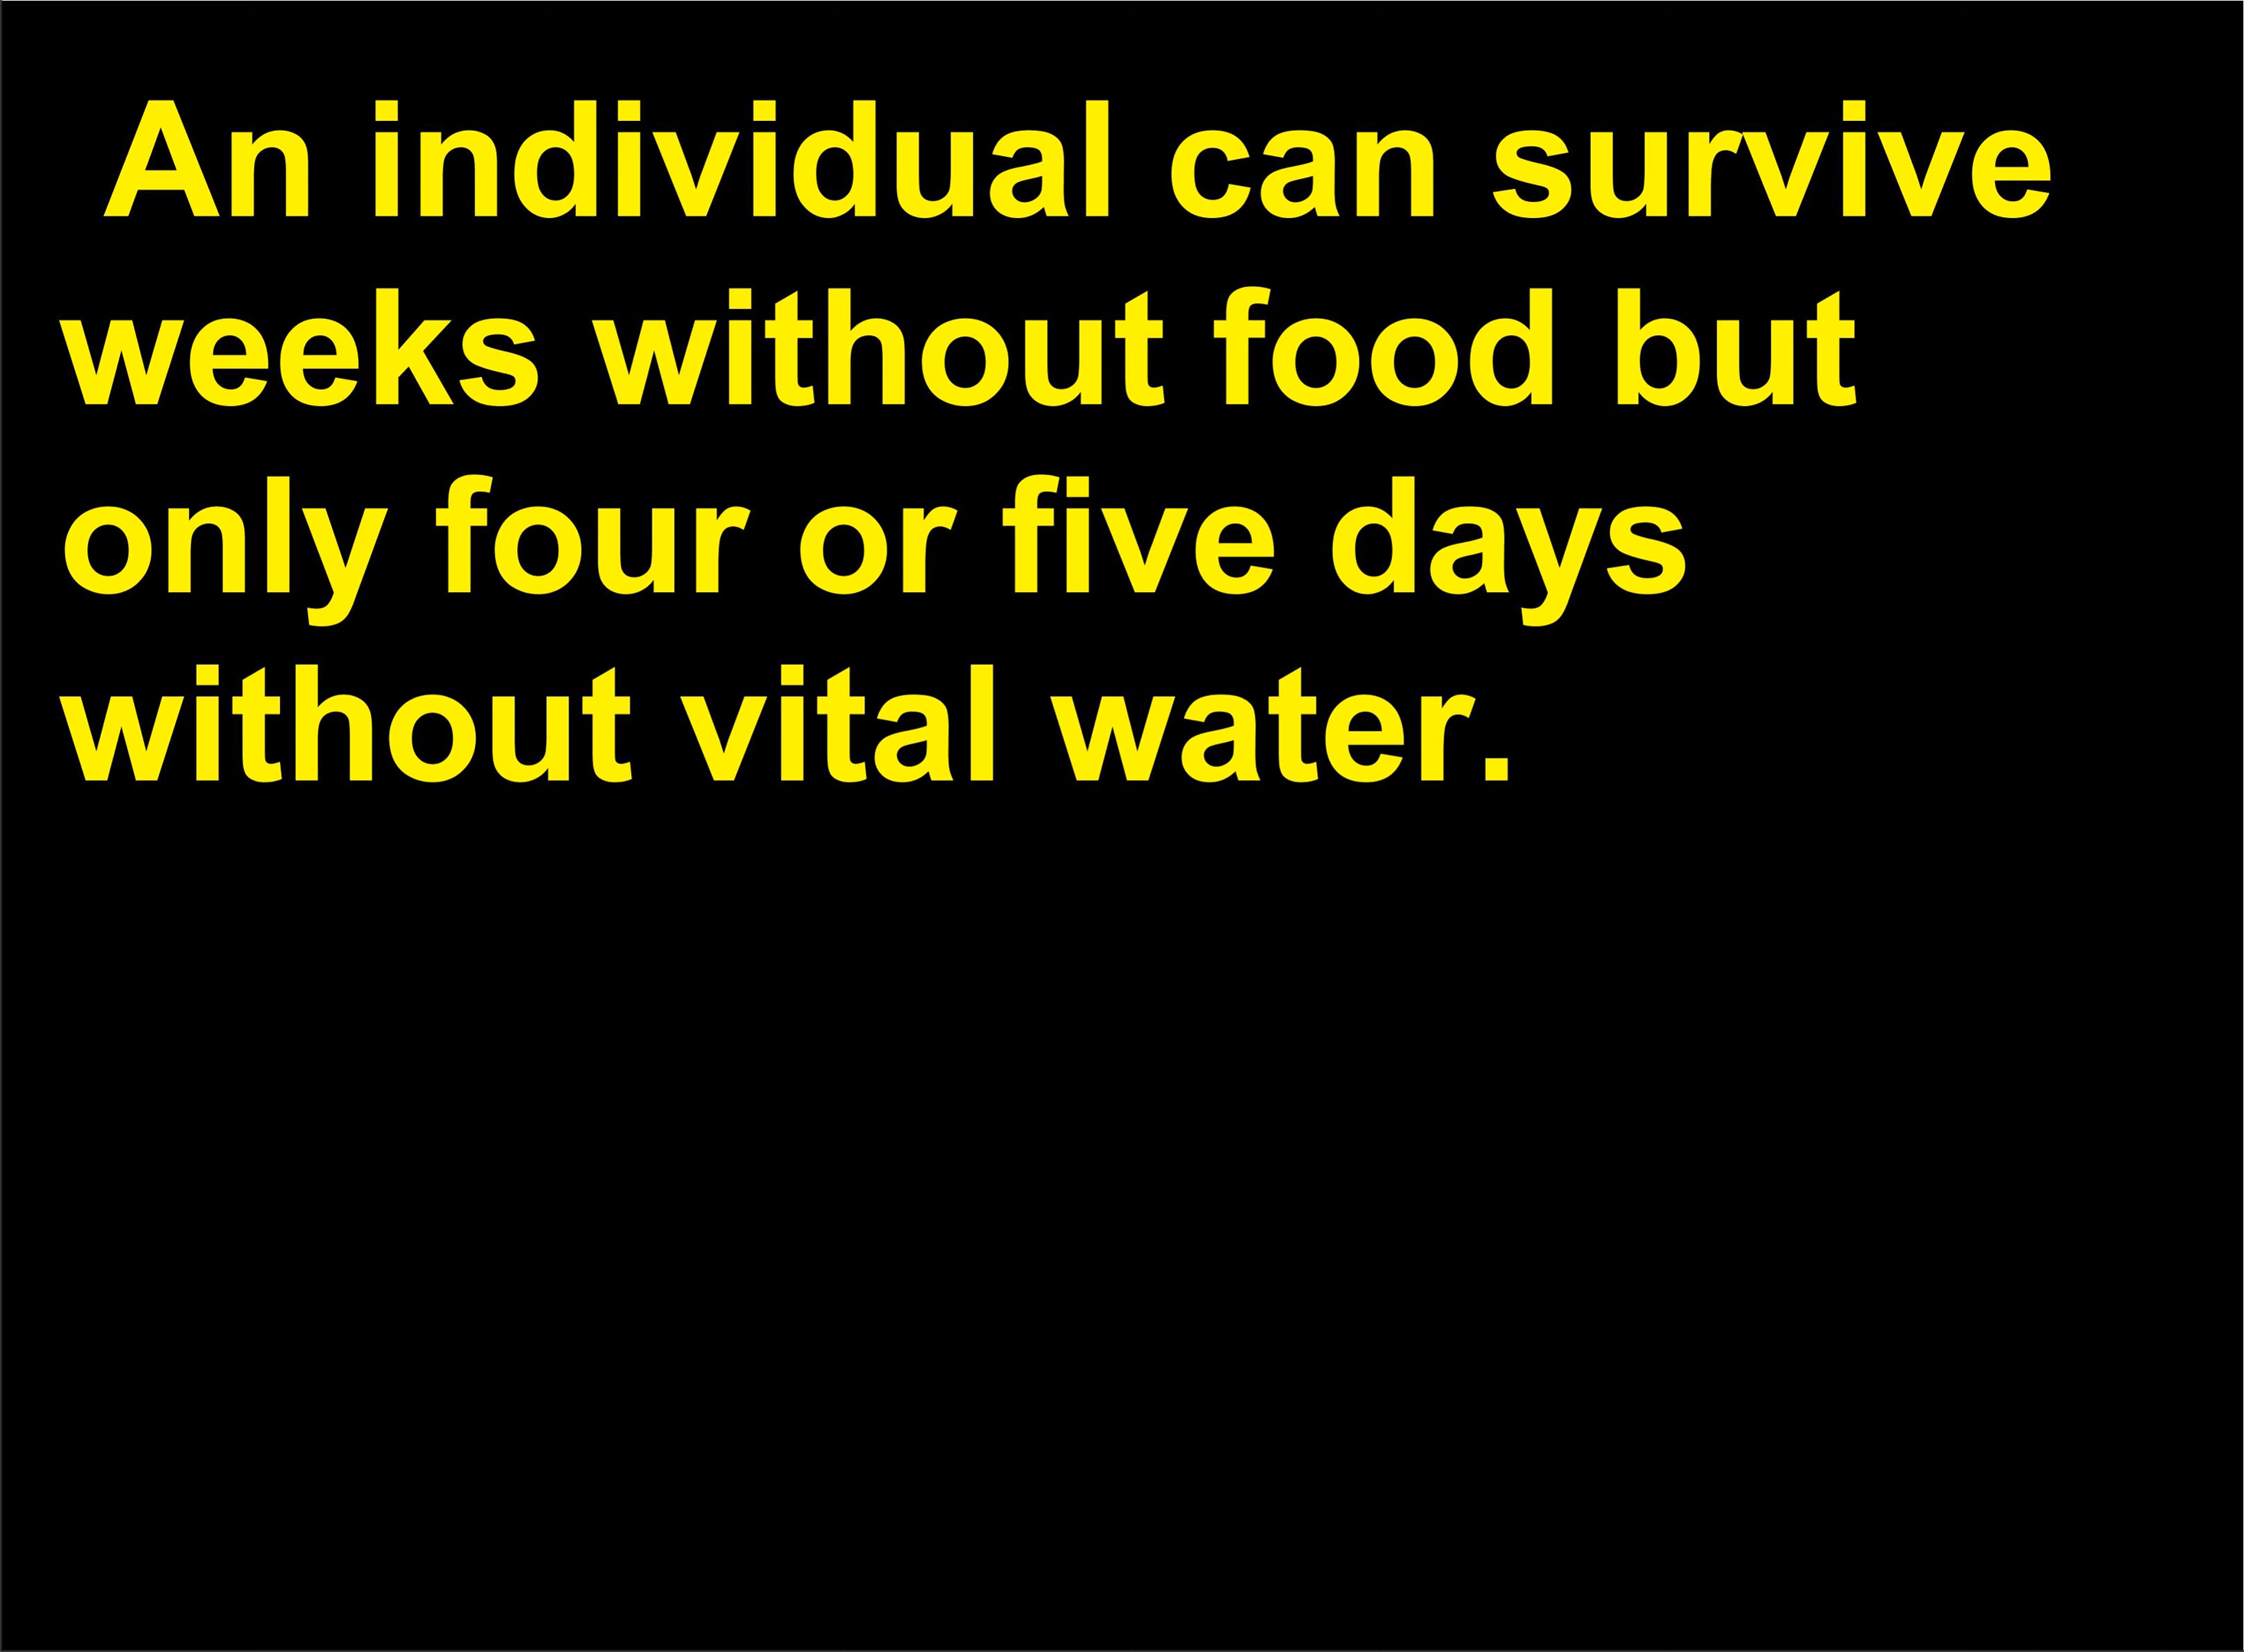 An individual can survive
weeks without food but
only four or five days
without vital water.